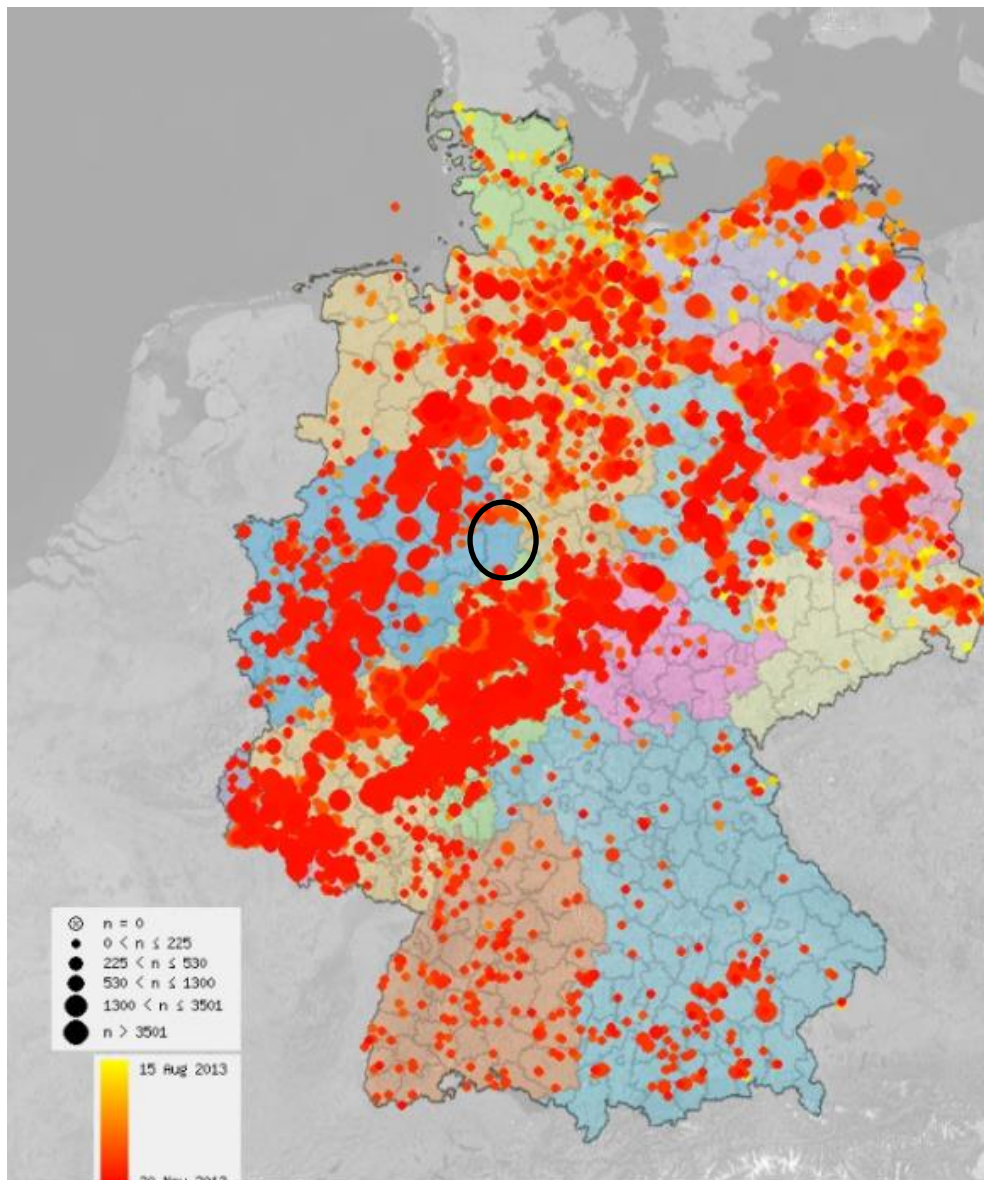 n = 0
0 < n ≤ 225
225 < n ≤ 530
530 < n ≤ 1300
1300 < n ≤ 3501
n > 3501
15 Aug 2013